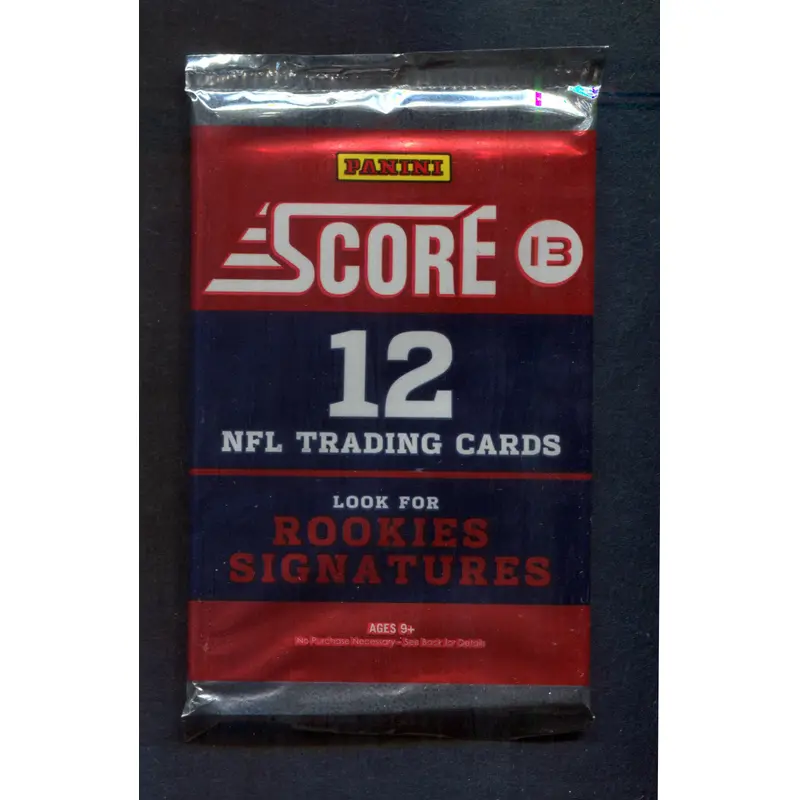 PANINI
SCORE 13
12
NFL TRADING CARDS
LOOK FOR
ROOKIES
SIGNATURES
AGES 9+
No Purchase Necessary - See Back for Details